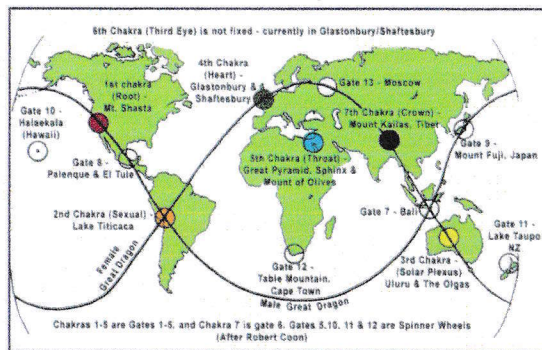 6th Chakra (Third Eye) is not fixed - currently in Glastonbury/Shaftesbury
4th Chakra
(Heart) -
Glastonbury &
Shaftesbury
Gate 13 - Moscow
1st chakra
(Root) -
Mt. Shasta
Gate 10 -
Haleakala
(Hawaii)
7th Chakra (Crown) -
Mount Kailas, Tibet
Gate 9 -
Mount Fuji, Japan
Gate 8 -
Palenque & El Tule
5th Chakra (Throat) -
Great Pyramid, Sphinx &
Mount of Olives
2nd Chakra (Sexual) -
Lake Titicaca
Gate 7 - Bali
Gate 11 -
Lake Taupo
NZ
3rd Chakra -
(Solar Plexus)
Uluru & The Olgas
Gate 12 -
Table Mountain,
Cape Town
Female
Great Dragon
Male Great Dragon
Chakras 1-5 are Gates 1-5, and Chakra 7 is gate 6. Gates 5,10, 11 & 12 are Spinner Wheels
(After Robert Coon)